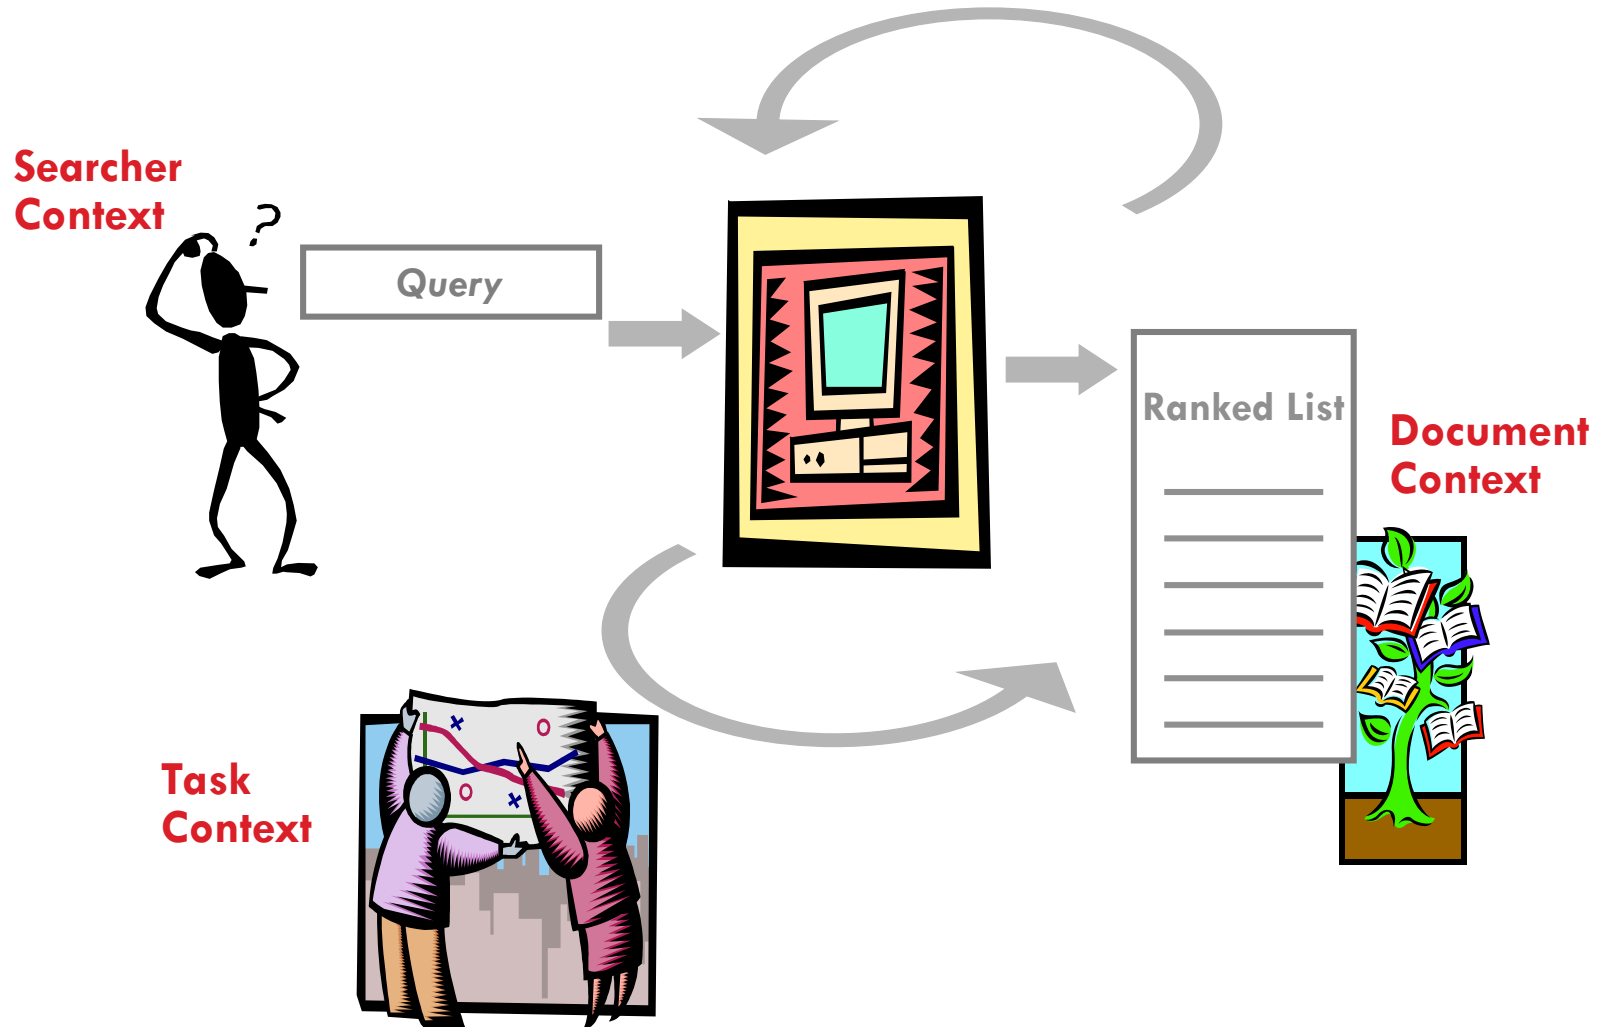 Searcher
Context
?
Query
Ranked List
Document
Context
Task
Context